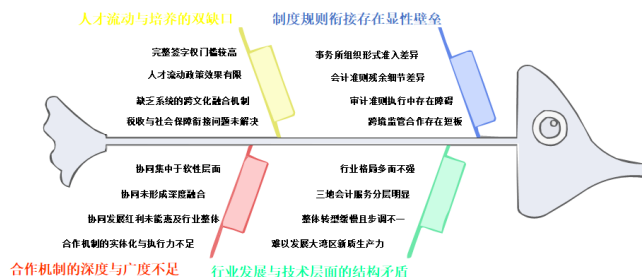 人才流动与培养的双缺口
完整签字权门槛较高
人才流动政策效果有限
缺乏系统的跨文化融合机制
税收与社会保障衔接问题未解决
制度规则衔接存在显性壁垒
事务所组织形式准入差异
会计准则残余细节差异
审计准则执行中存在障碍
跨境监管合作存在短板
协同集中于软性层面
协同未形成深度融合
协同发展红利未能惠及行业整体
合作机制的实体化与执行力不足
合作机制的深度与广度不足
行业格局多而不强
三地会计服务分层明显
整体转型缓慢且步调不一
难以发展大湾区新质生产力
行业发展与技术层面的结构矛盾